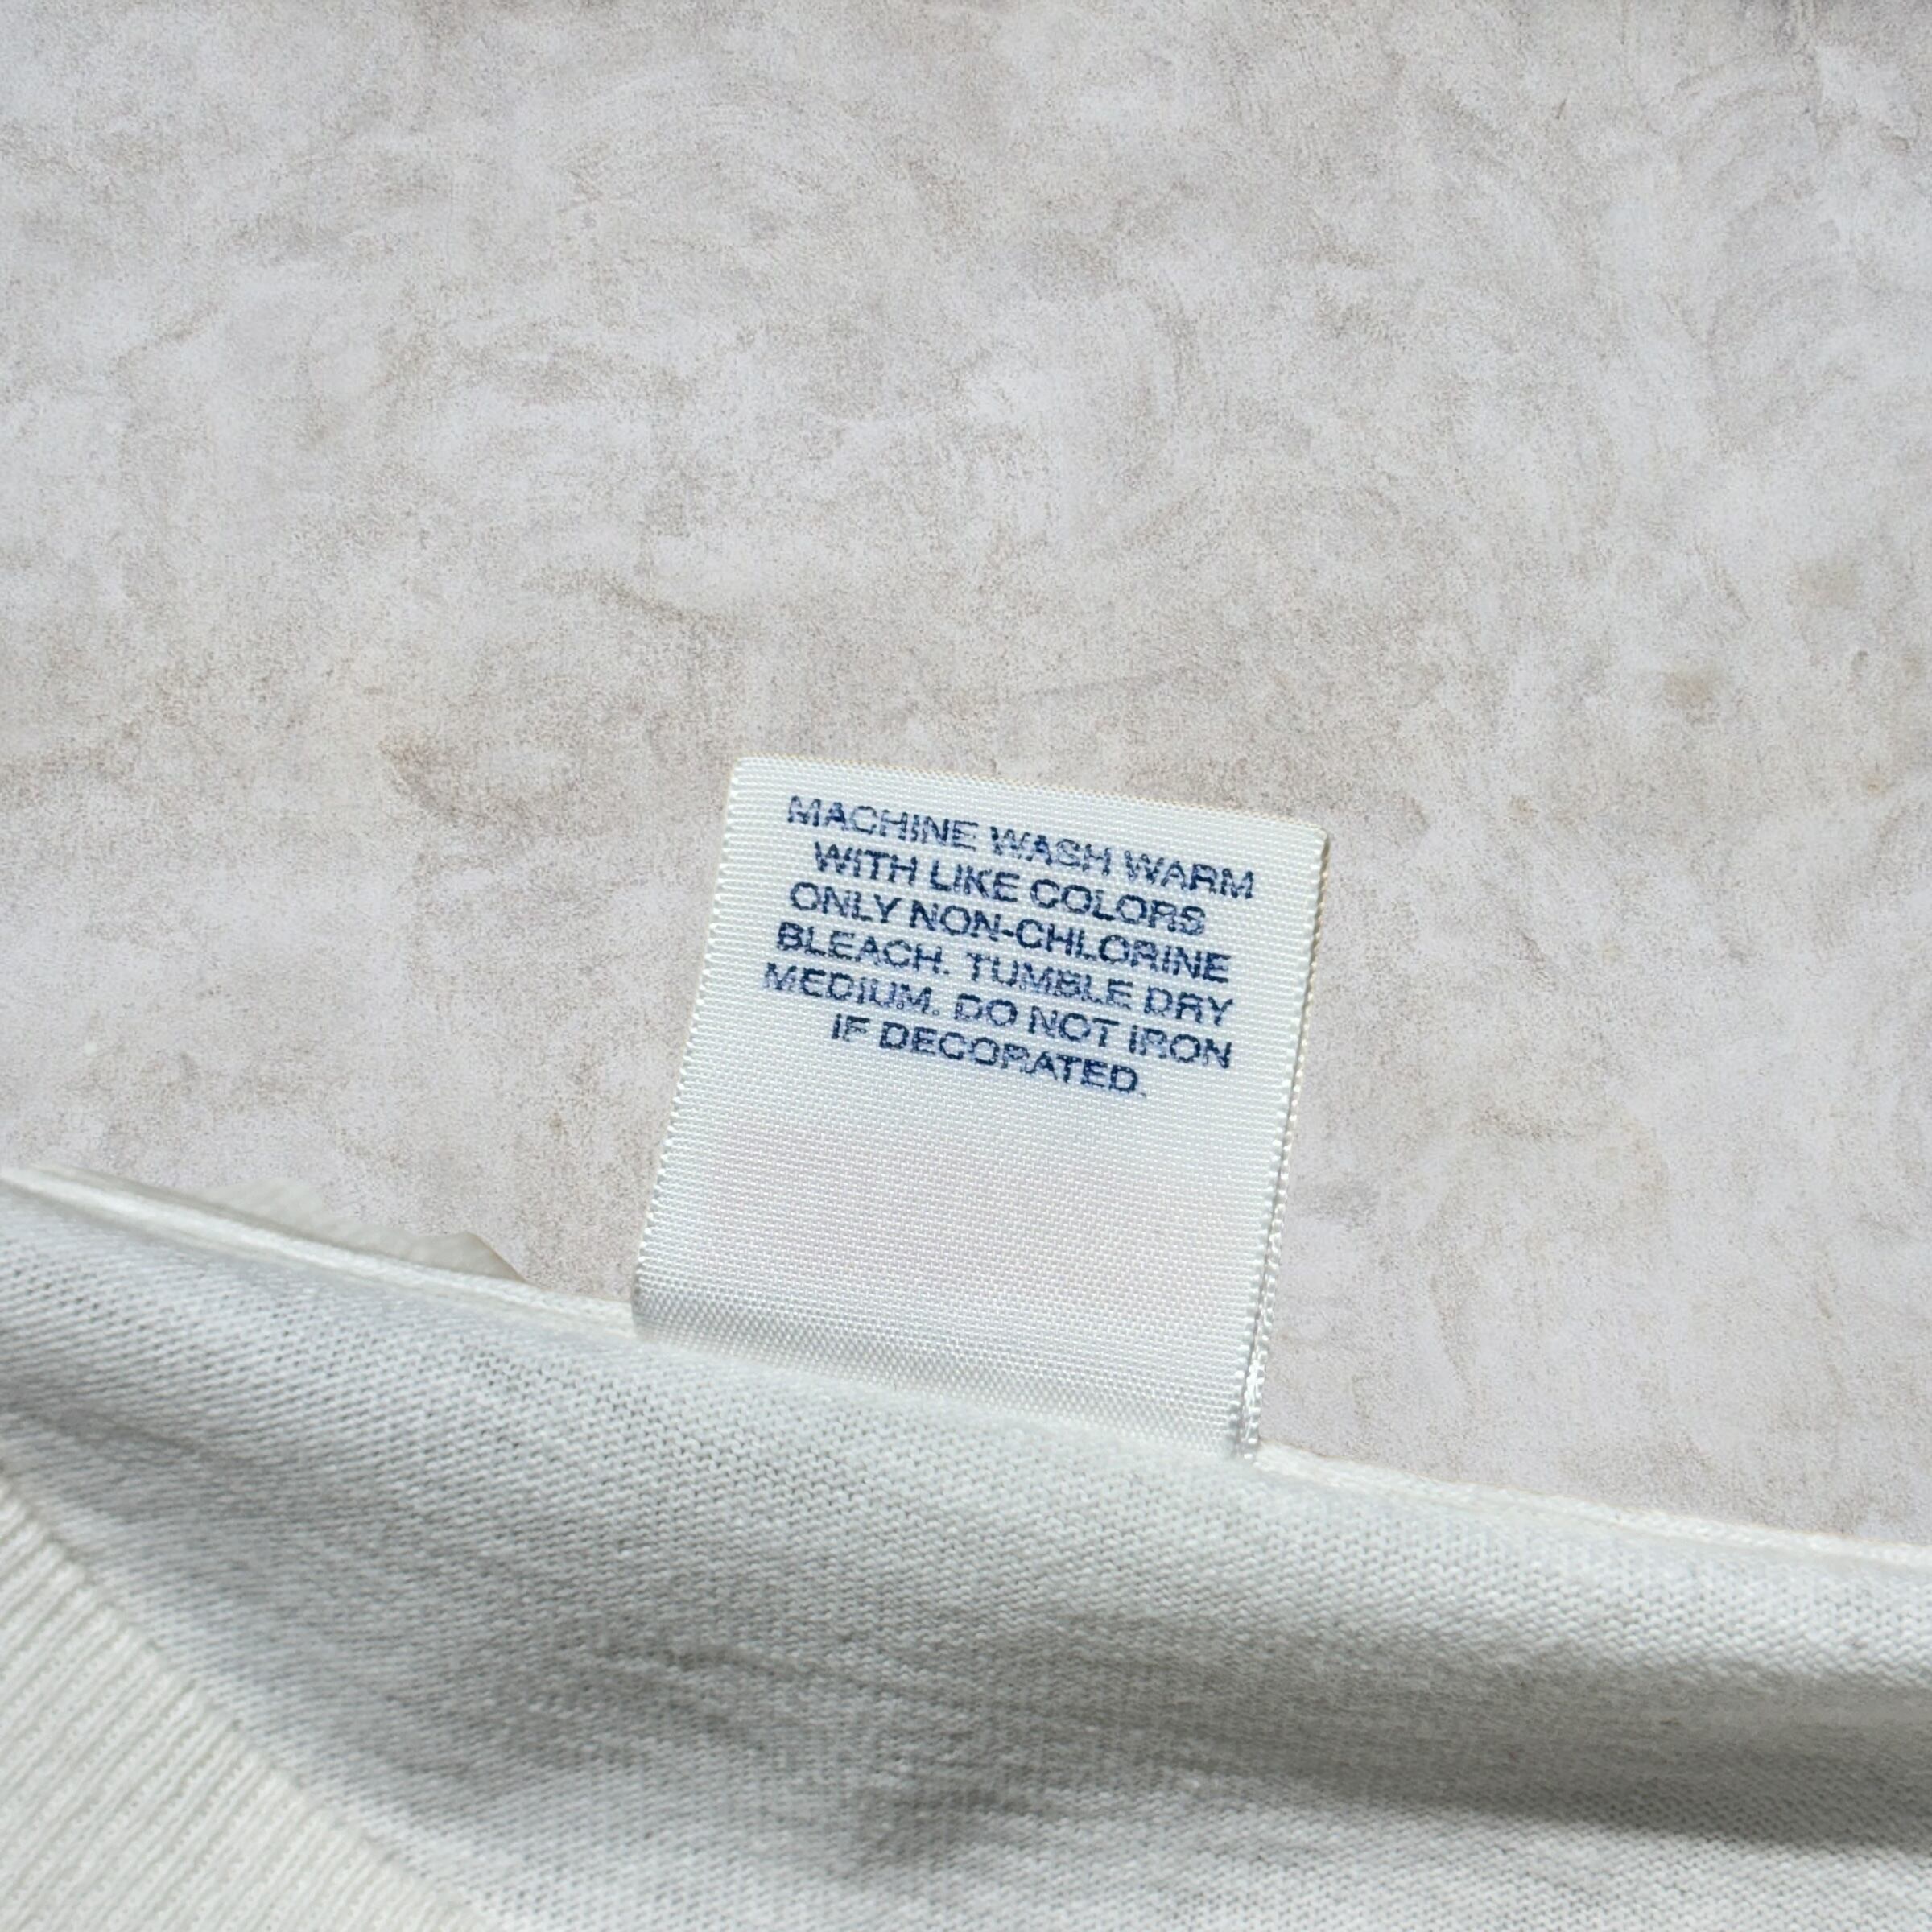 MACHINE WASH WARM
WITH LIKE COLORS
ONLY NON-CHLORINE
BLEACH. TUMBLE DRY
MEDIUM. DO NOT IRON
IF DECORATED.